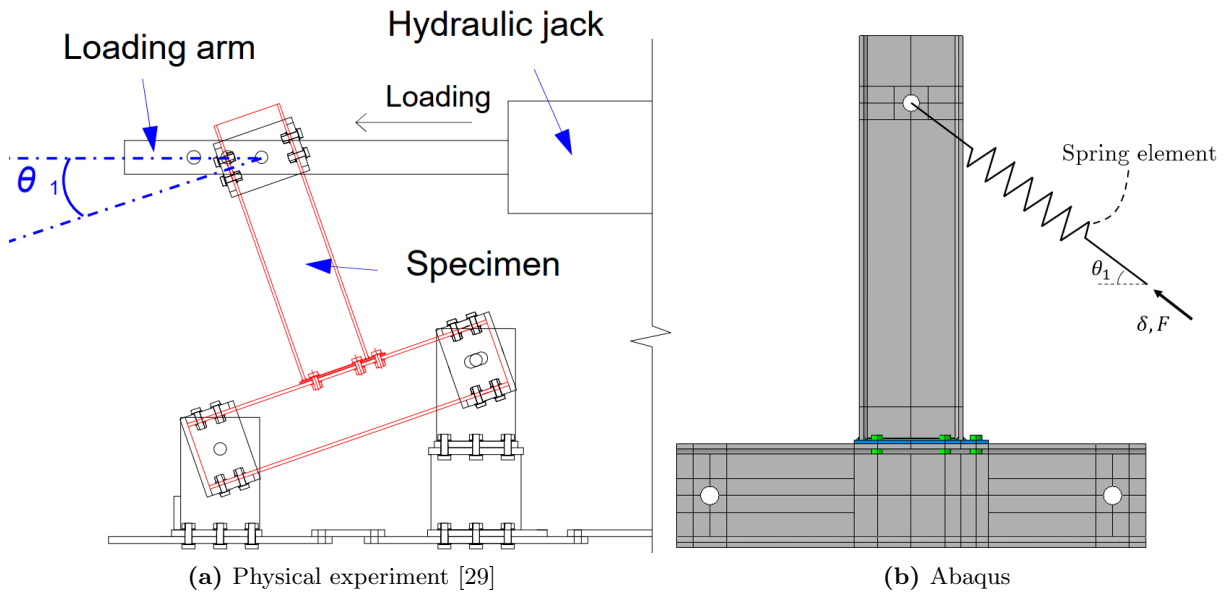 Loading arm
Hydraulic jack
Loading
θ 1
Specimen
(a) Physical experiment [29]
Spring element
θ1
δ, F
(b) Abaqus